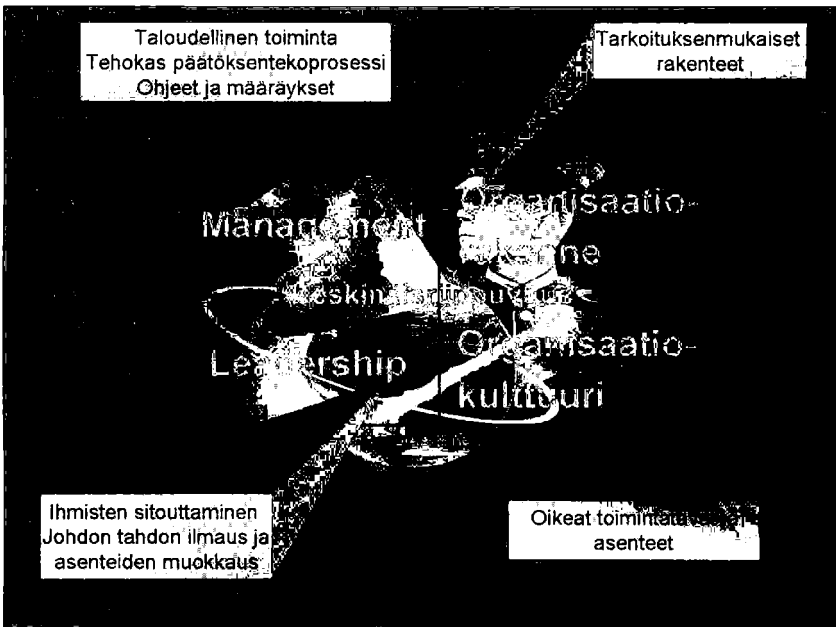 Taloudellinen toiminta
Tehokas päätöksentekoprosessi
Ohjeet ja määräykset
Tarkoituksenmukaiset
rakenteet
Management
Organisaatio-
rakenne
Leadership
Organisaatio-
kulttuuri
Ihmisten sitouttaminen
Johdon tahdon ilmaus ja
asenteiden muokkaus
Oikeat
asenteet